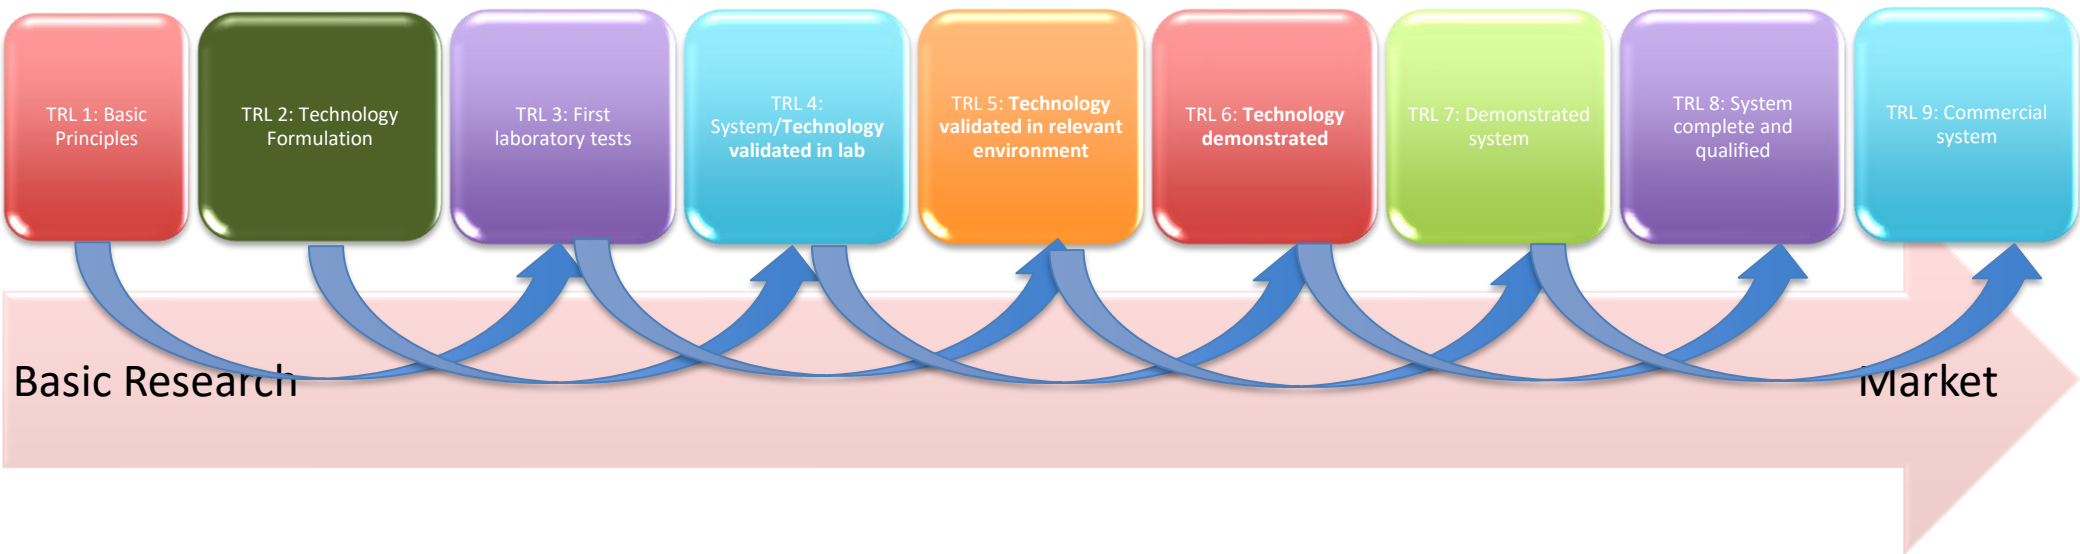 TRL 1: Basic
Principles
TRL 2: Technology
Formulation
TRL 3: First
laboratory tests
TRL 4:
System/Technology
validated in lab
TRL 5: Technology
validated in relevant
environment
TRL 6: Technology
demonstrated
TRL 7: Demonstrated
system
TRL 8: System
complete and
qualified
TRL 9: Commercial
system
Basic Research
Market